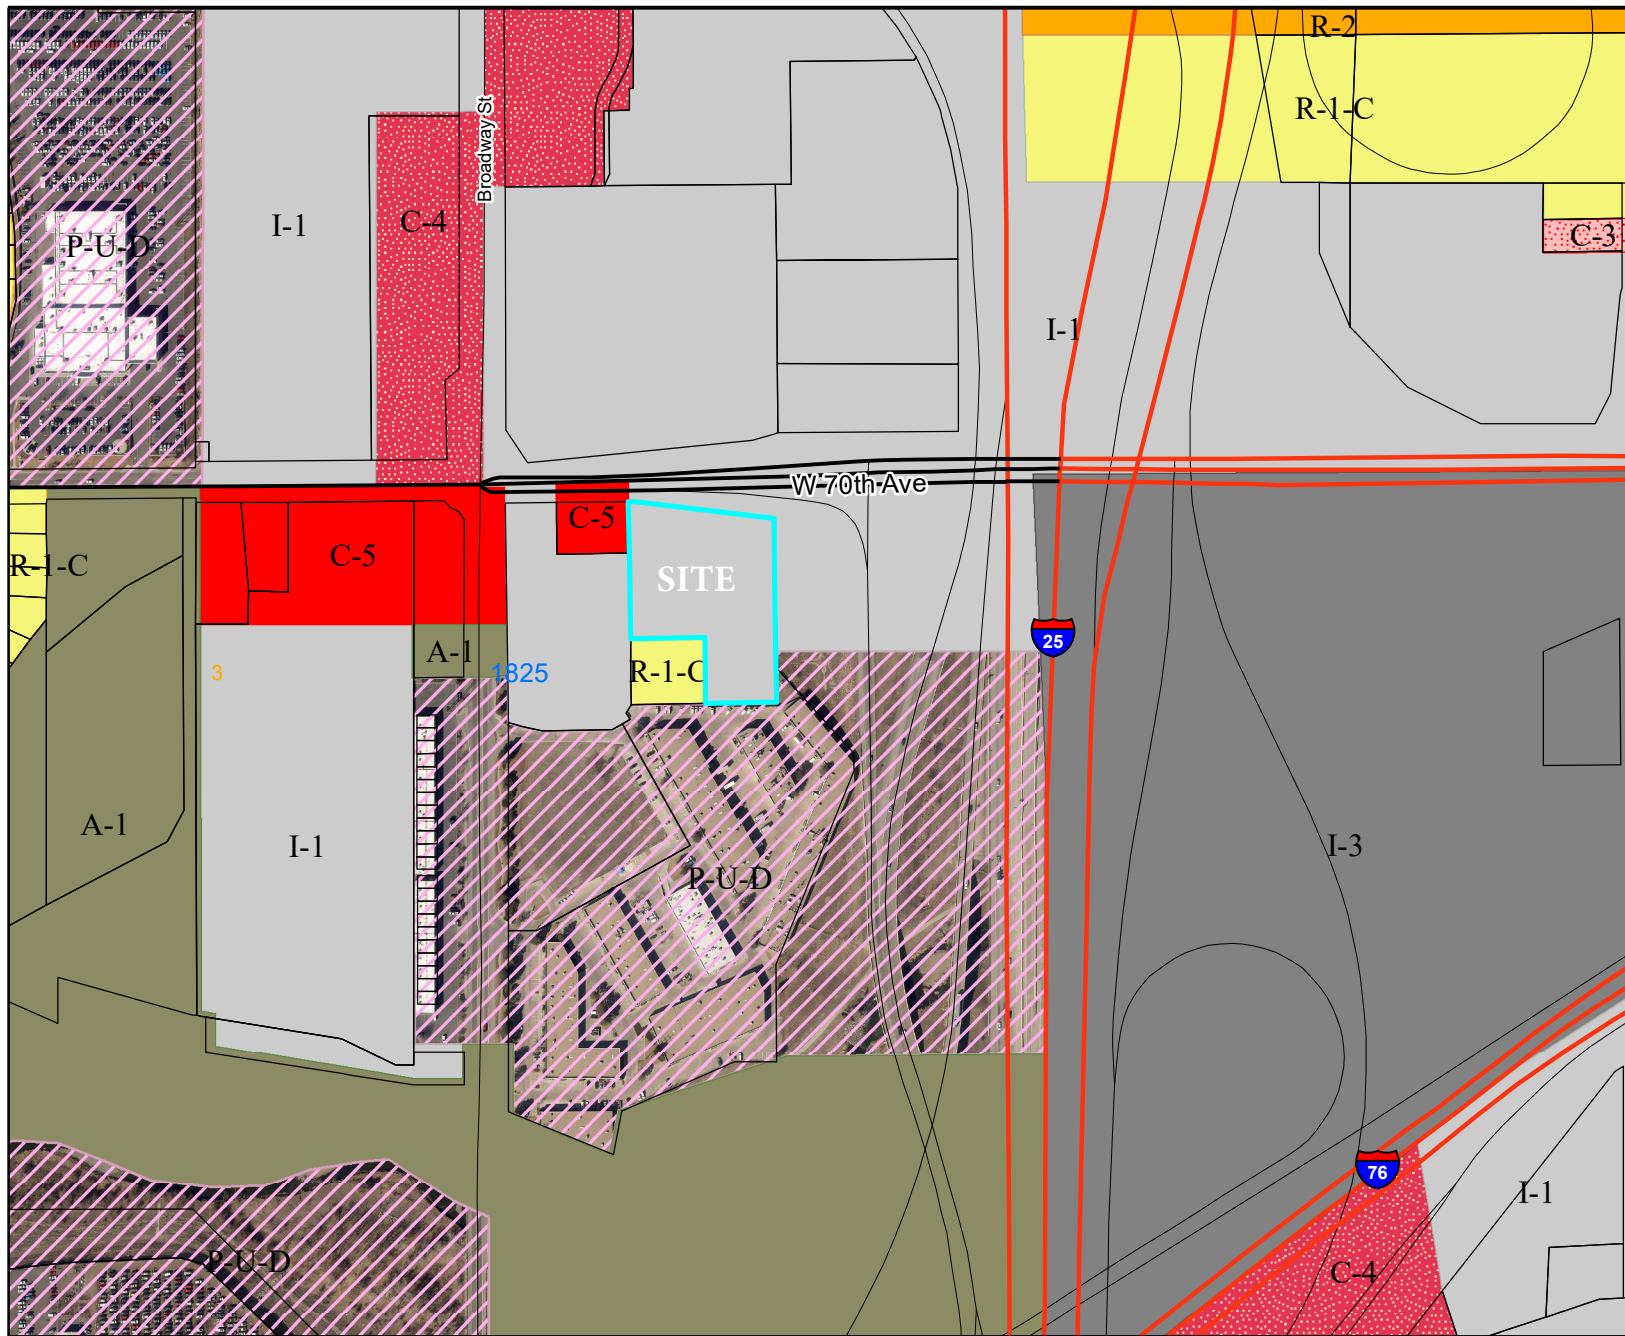 R-2
R-1-C
Broadway St
C-4
I-1
P-U-D
C-3
I-1
W 70th Ave
C-5
C-5
R-1-C
SITE
25
A-1
3
1825
R-1-C
A-1
I-1
I-3
P-U-D
76
I-1
P-U-D
C-4